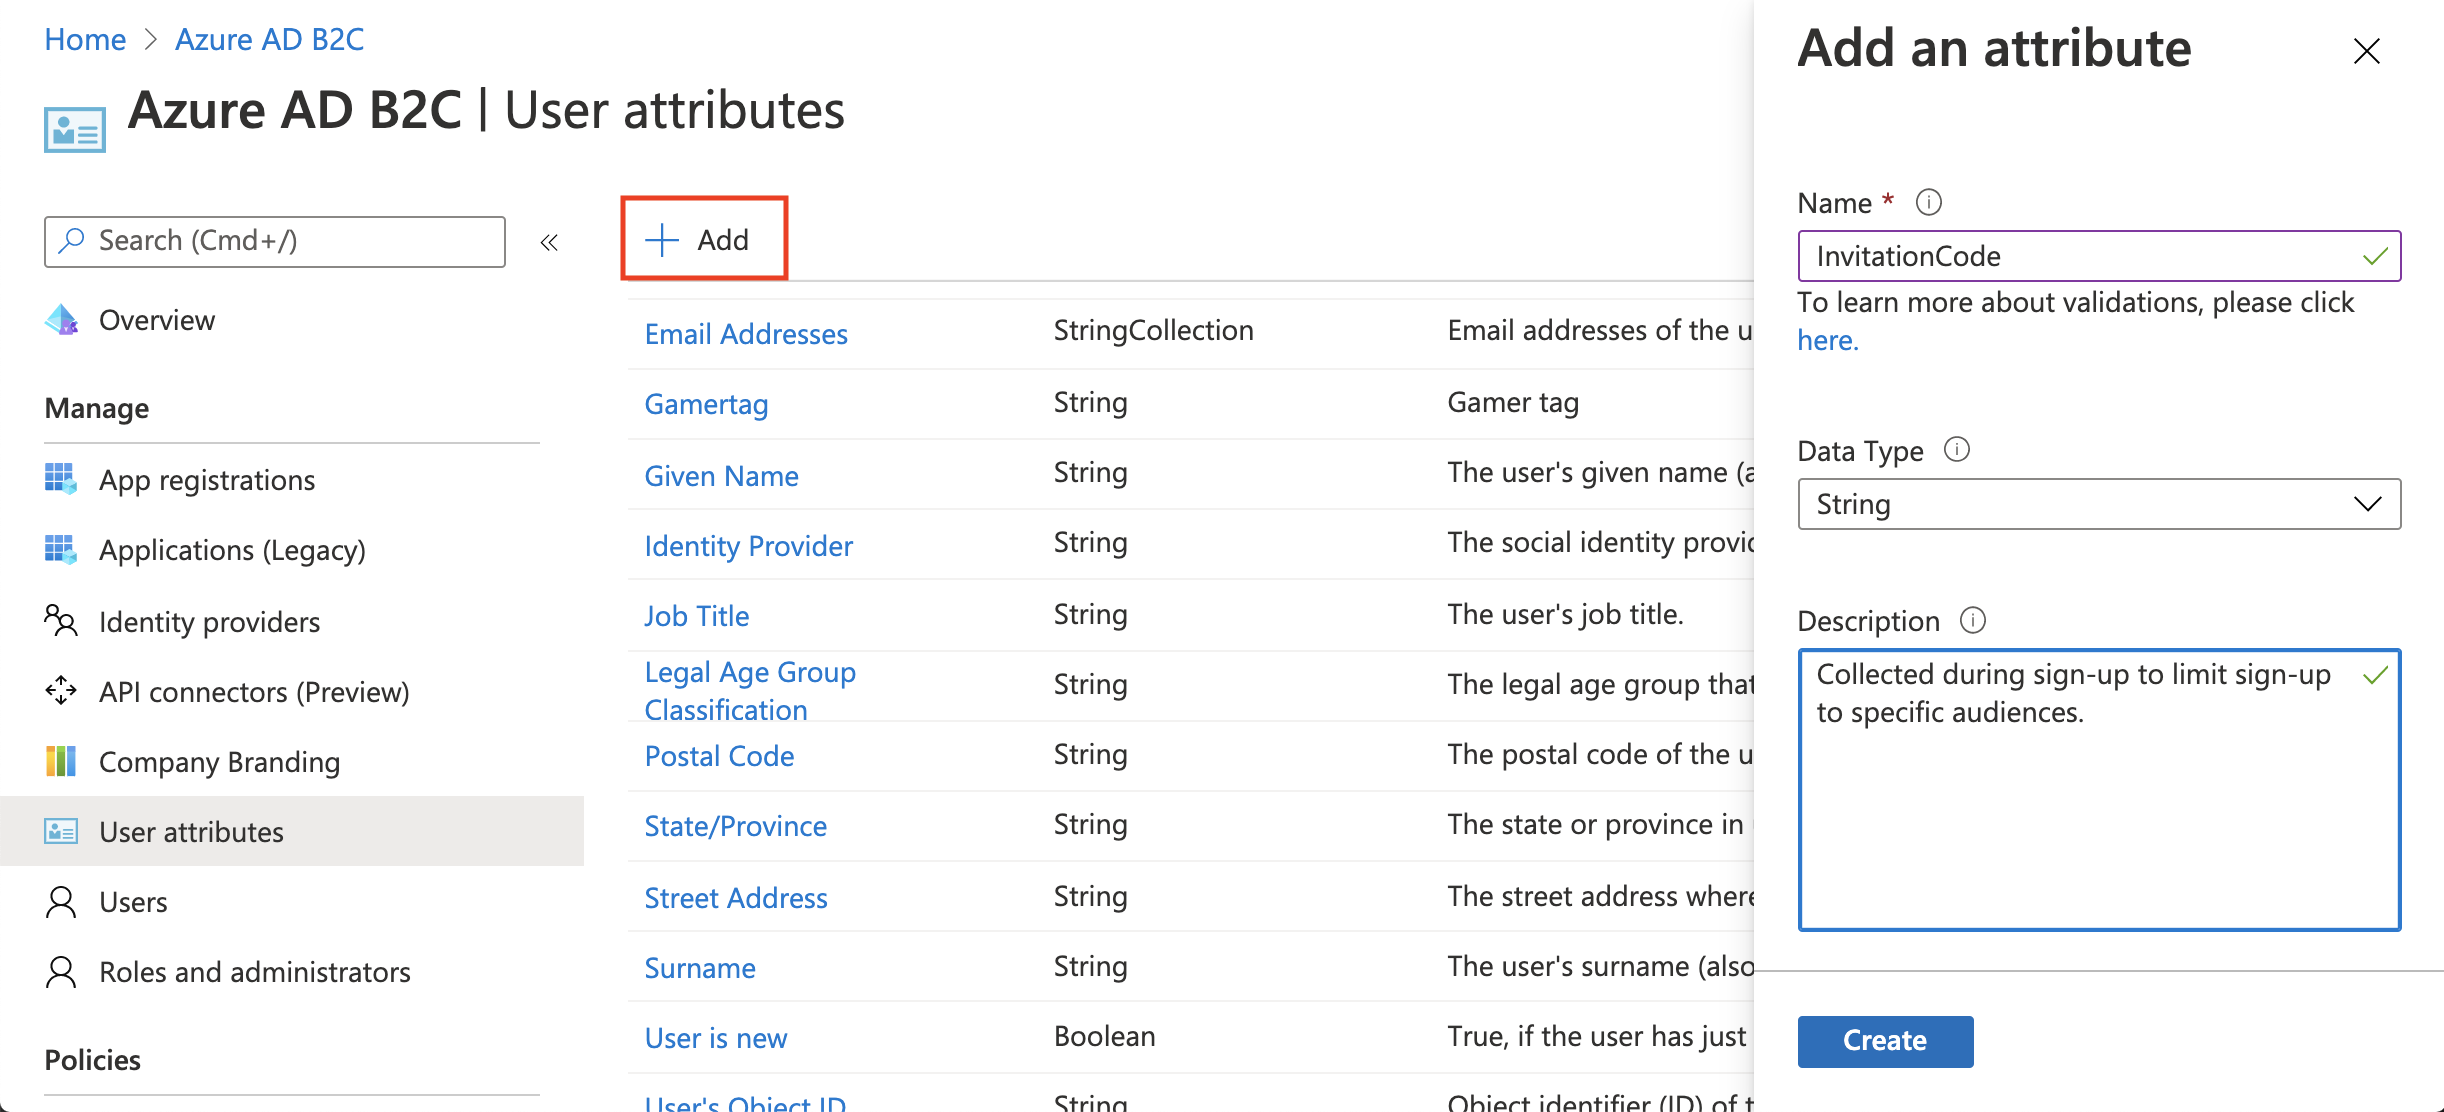 Home > Azure AD B2C
Azure AD B2C | User attributes
Search (Cmd+/)
«
Overview
Manage
App registrations
Applications (Legacy)
Identity providers
API connectors (Preview)
Company Branding
User attributes
Users
Roles and administrators
Policies
+ Add
Email Addresses StringCollection Email addresses of the u
Gamertag String Gamer tag
Given Name String The user's given name (a
Identity Provider String The social identity provid
Job Title String The user's job title.
Legal Age Group
Classification String The legal age group that
Postal Code String The postal code of the u
State/Province String The state or province in
Street Address String The street address where
Surname String The user's surname (also
User is new Boolean True, if the user has just
User's Object ID String Object identifier (ID) of t
Add an attribute
Name *
InvitationCode
To learn more about validations, please click
here.
Data Type
String
Description
Collected during sign-up to limit sign-up
to specific audiences.
Create